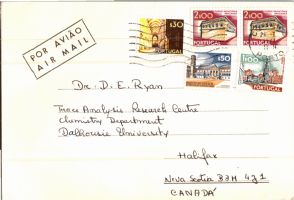 POR AVIÃO
AIR MAIL
$30
PORTUGAL
2$00
PORTUGAL
2$00
PORTUGAL
$50
1$00
PORTUGAL
Dr. D. E. Ryan
Trace Analysis Research Centre
Chemistry Department
Dalhousie University
Halifax
Nova Scotia B3H 4J1
CANADÁ